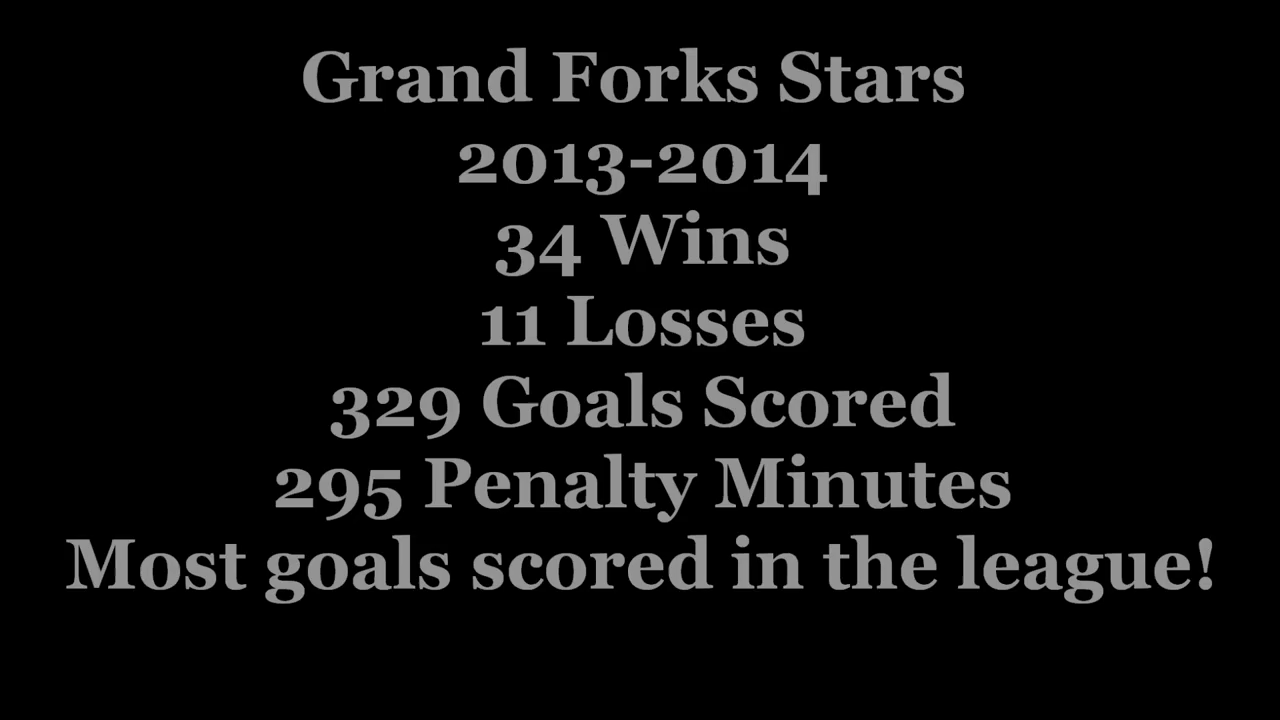 Grand Forks Stars
2013-2014
34 Wins
11 Losses
329 Goals Scored
295 Penalty Minutes
Most goals scored in the league!